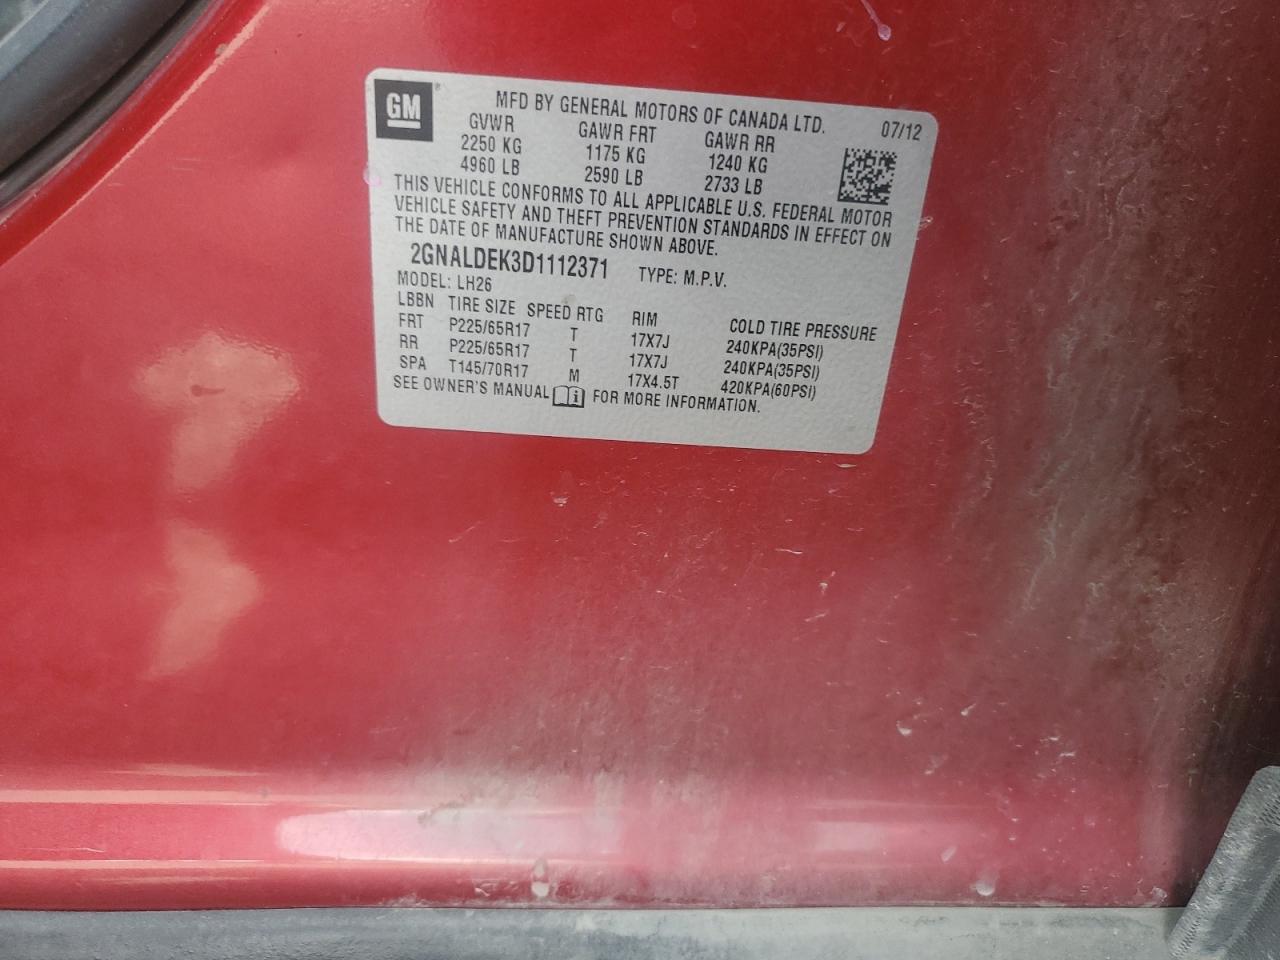 GM ® MFD BY GENERAL MOTORS OF CANADA LTD. 07/12
GVWR GAWR FRT GAWR RR
2250 KG 1175 KG 1240 KG
4960 LB 2590 LB 2733 LB
THIS VEHICLE CONFORMS TO ALL APPLICABLE U.S. FEDERAL MOTOR
VEHICLE SAFETY AND THEFT PREVENTION STANDARDS IN EFFECT ON
THE DATE OF MANUFACTURE SHOWN ABOVE.
2GNALDEK3D1112371 TYPE: M.P.V.
MODEL: LH26
LBBN TIRE SIZE SPEED RTG RIM COLD TIRE PRESSURE
FRT P225/65R17 T 17X7J 240KPA(35PSI)
RR P225/65R17 T 17X7J 240KPA(35PSI)
SPA T145/70R17 M 17X4.5T 420KPA(60PSI)
SEE OWNER'S MANUAL i FOR MORE INFORMATION.